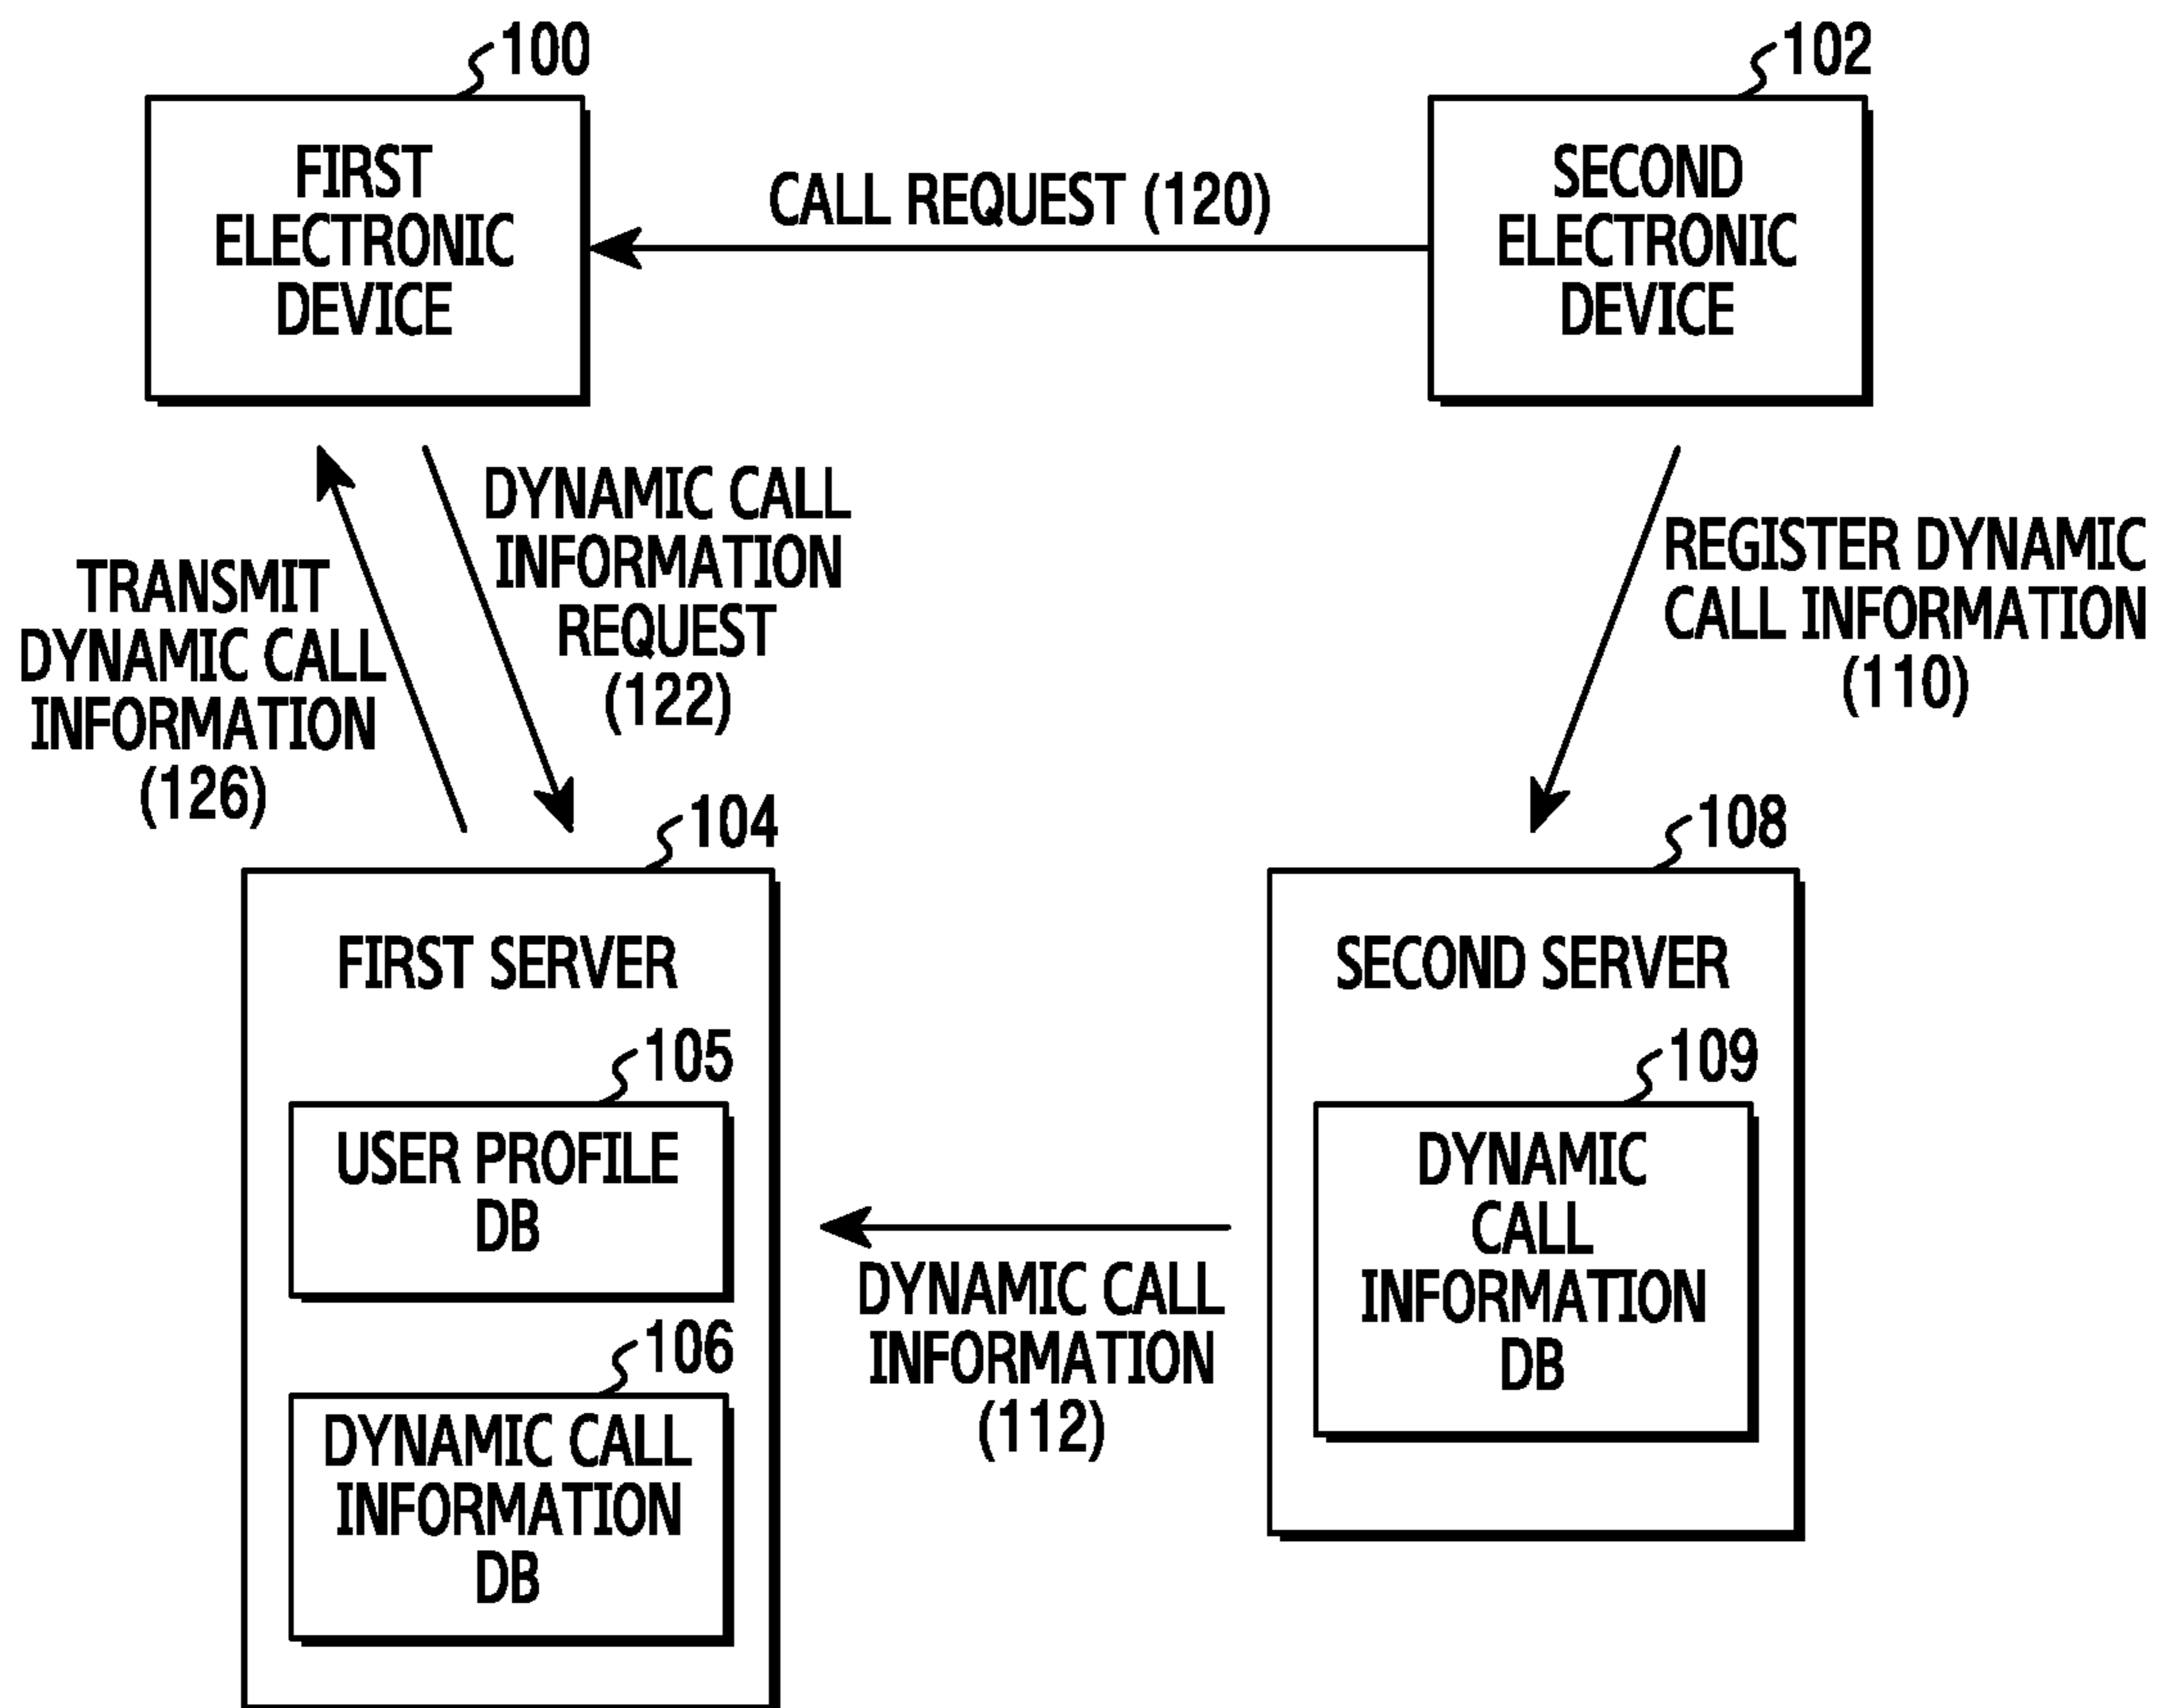 100
102
FIRST
ELECTRONIC
DEVICE
CALL REQUEST (120)
SECOND
ELECTRONIC
DEVICE
TRANSMIT
DYNAMIC CALL
INFORMATION
(126)
DYNAMIC CALL
INFORMATION
REQUEST
(122)
REGISTER DYNAMIC
CALL INFORMATION
(110)
104
108
FIRST SERVER
SECOND SERVER
105
USER PROFILE
DB
106
DYNAMIC CALL
INFORMATION
DB
DYNAMIC CALL
INFORMATION
(112)
109
DYNAMIC
CALL
INFORMATION
DB